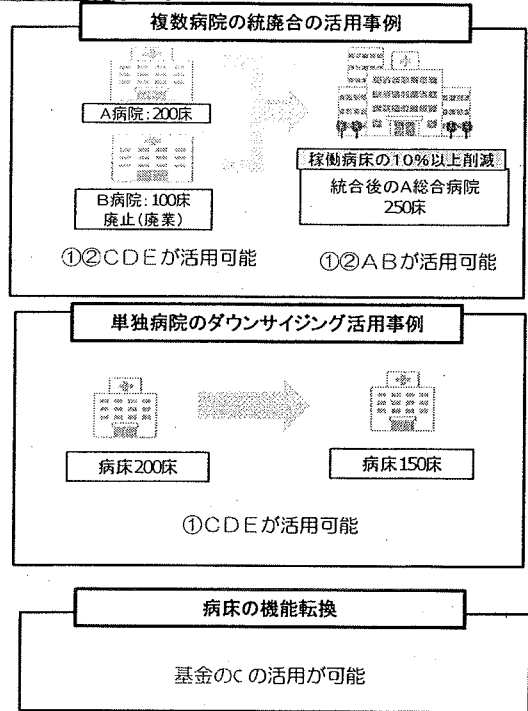 複数病院の統廃合の活用事例
A病院:200床
B病院:100床
廃止(廃業)
稼働病床の10%以上削減
統合後のA総合病院
250床
①②CDEが活用可能
①②ABが活用可能
単独病院のダウンサイジング活用事例
病床200床
病床150床
①CDEが活用可能
病床の機能転換
基金のCの活用が可能